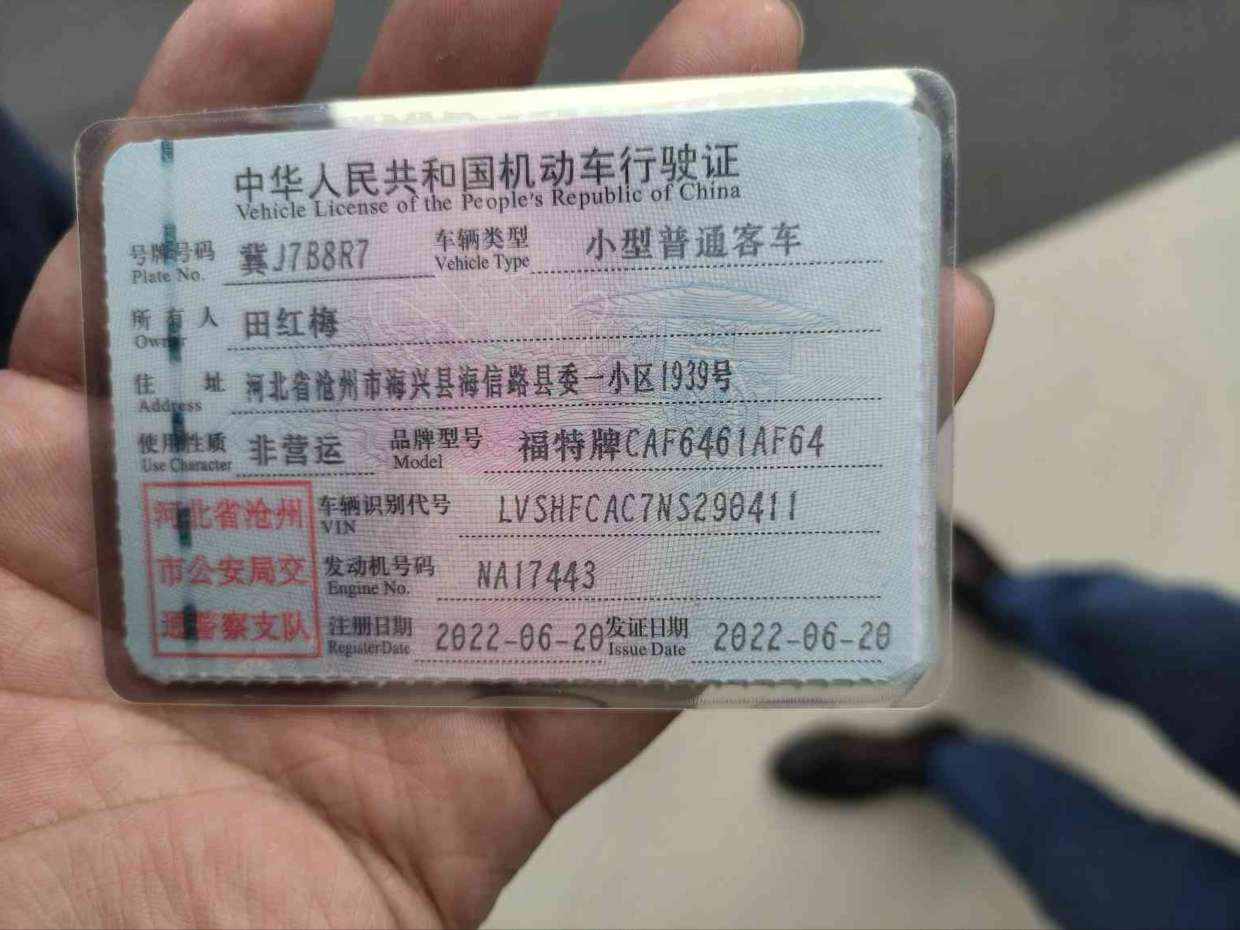 中华人民共和国机动车行驶证
Vehicle License of the People's Republic of China
号牌号码 冀J7B8R7 车辆类型 小型普通客车
Plate No. Vehicle Type
所有人 田红梅
Owner
住址 河北省沧州市海兴县海信路县委一小区1939号
Address
使用性质 非营运 品牌型号 福特牌CAF6461AF64
Use Character Model
河北省沧州 车辆识别代号 LVSHFCAC7NS290411
VIN
市公安局交 发动机号码 NA17443
Engine No.
通警察支队 注册日期 2022-06-20 发证日期 2022-06-20
Register Date Issue Date